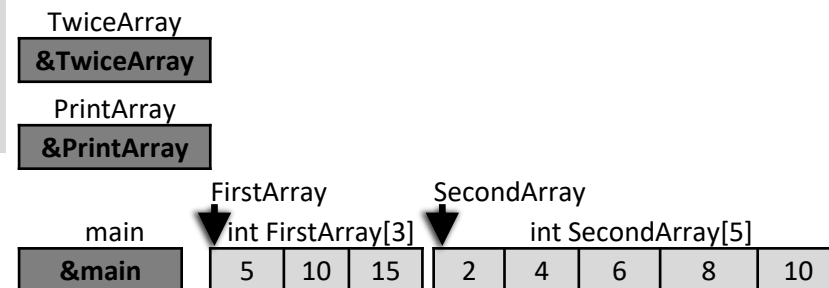 TwiceArray
&TwiceArray
PrintArray
&PrintArray
FirstArray SecondArray
main int FirstArray[3] int SecondArray[5]
&main 5 10 15 2 4 6 8 10